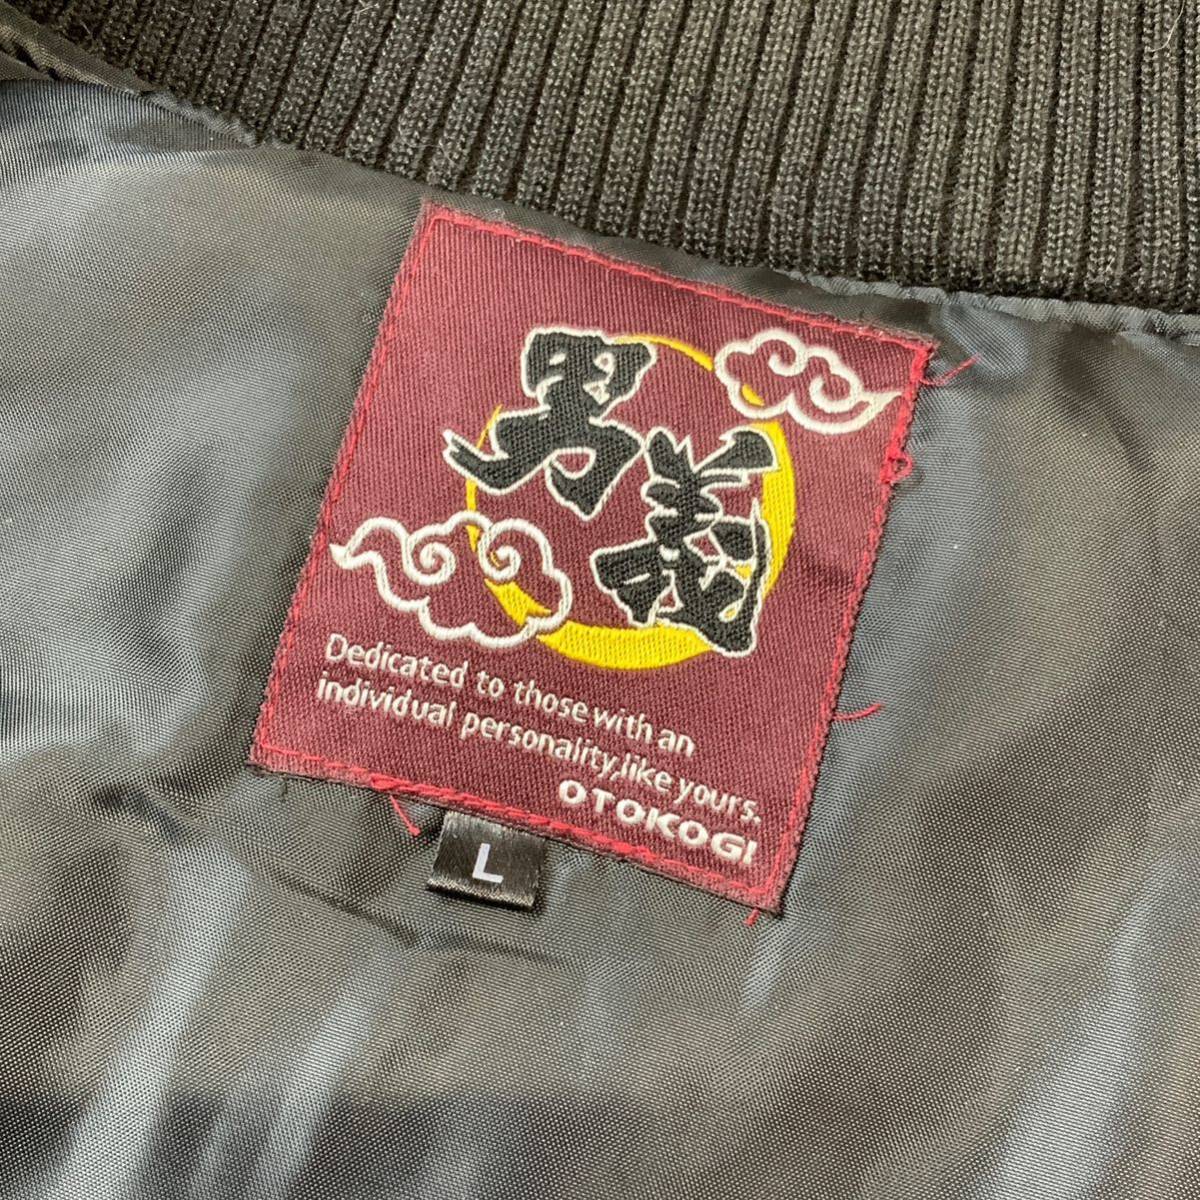 男義
Dedicated to those with an
individual personality,like yours.
OTOKOGI
L